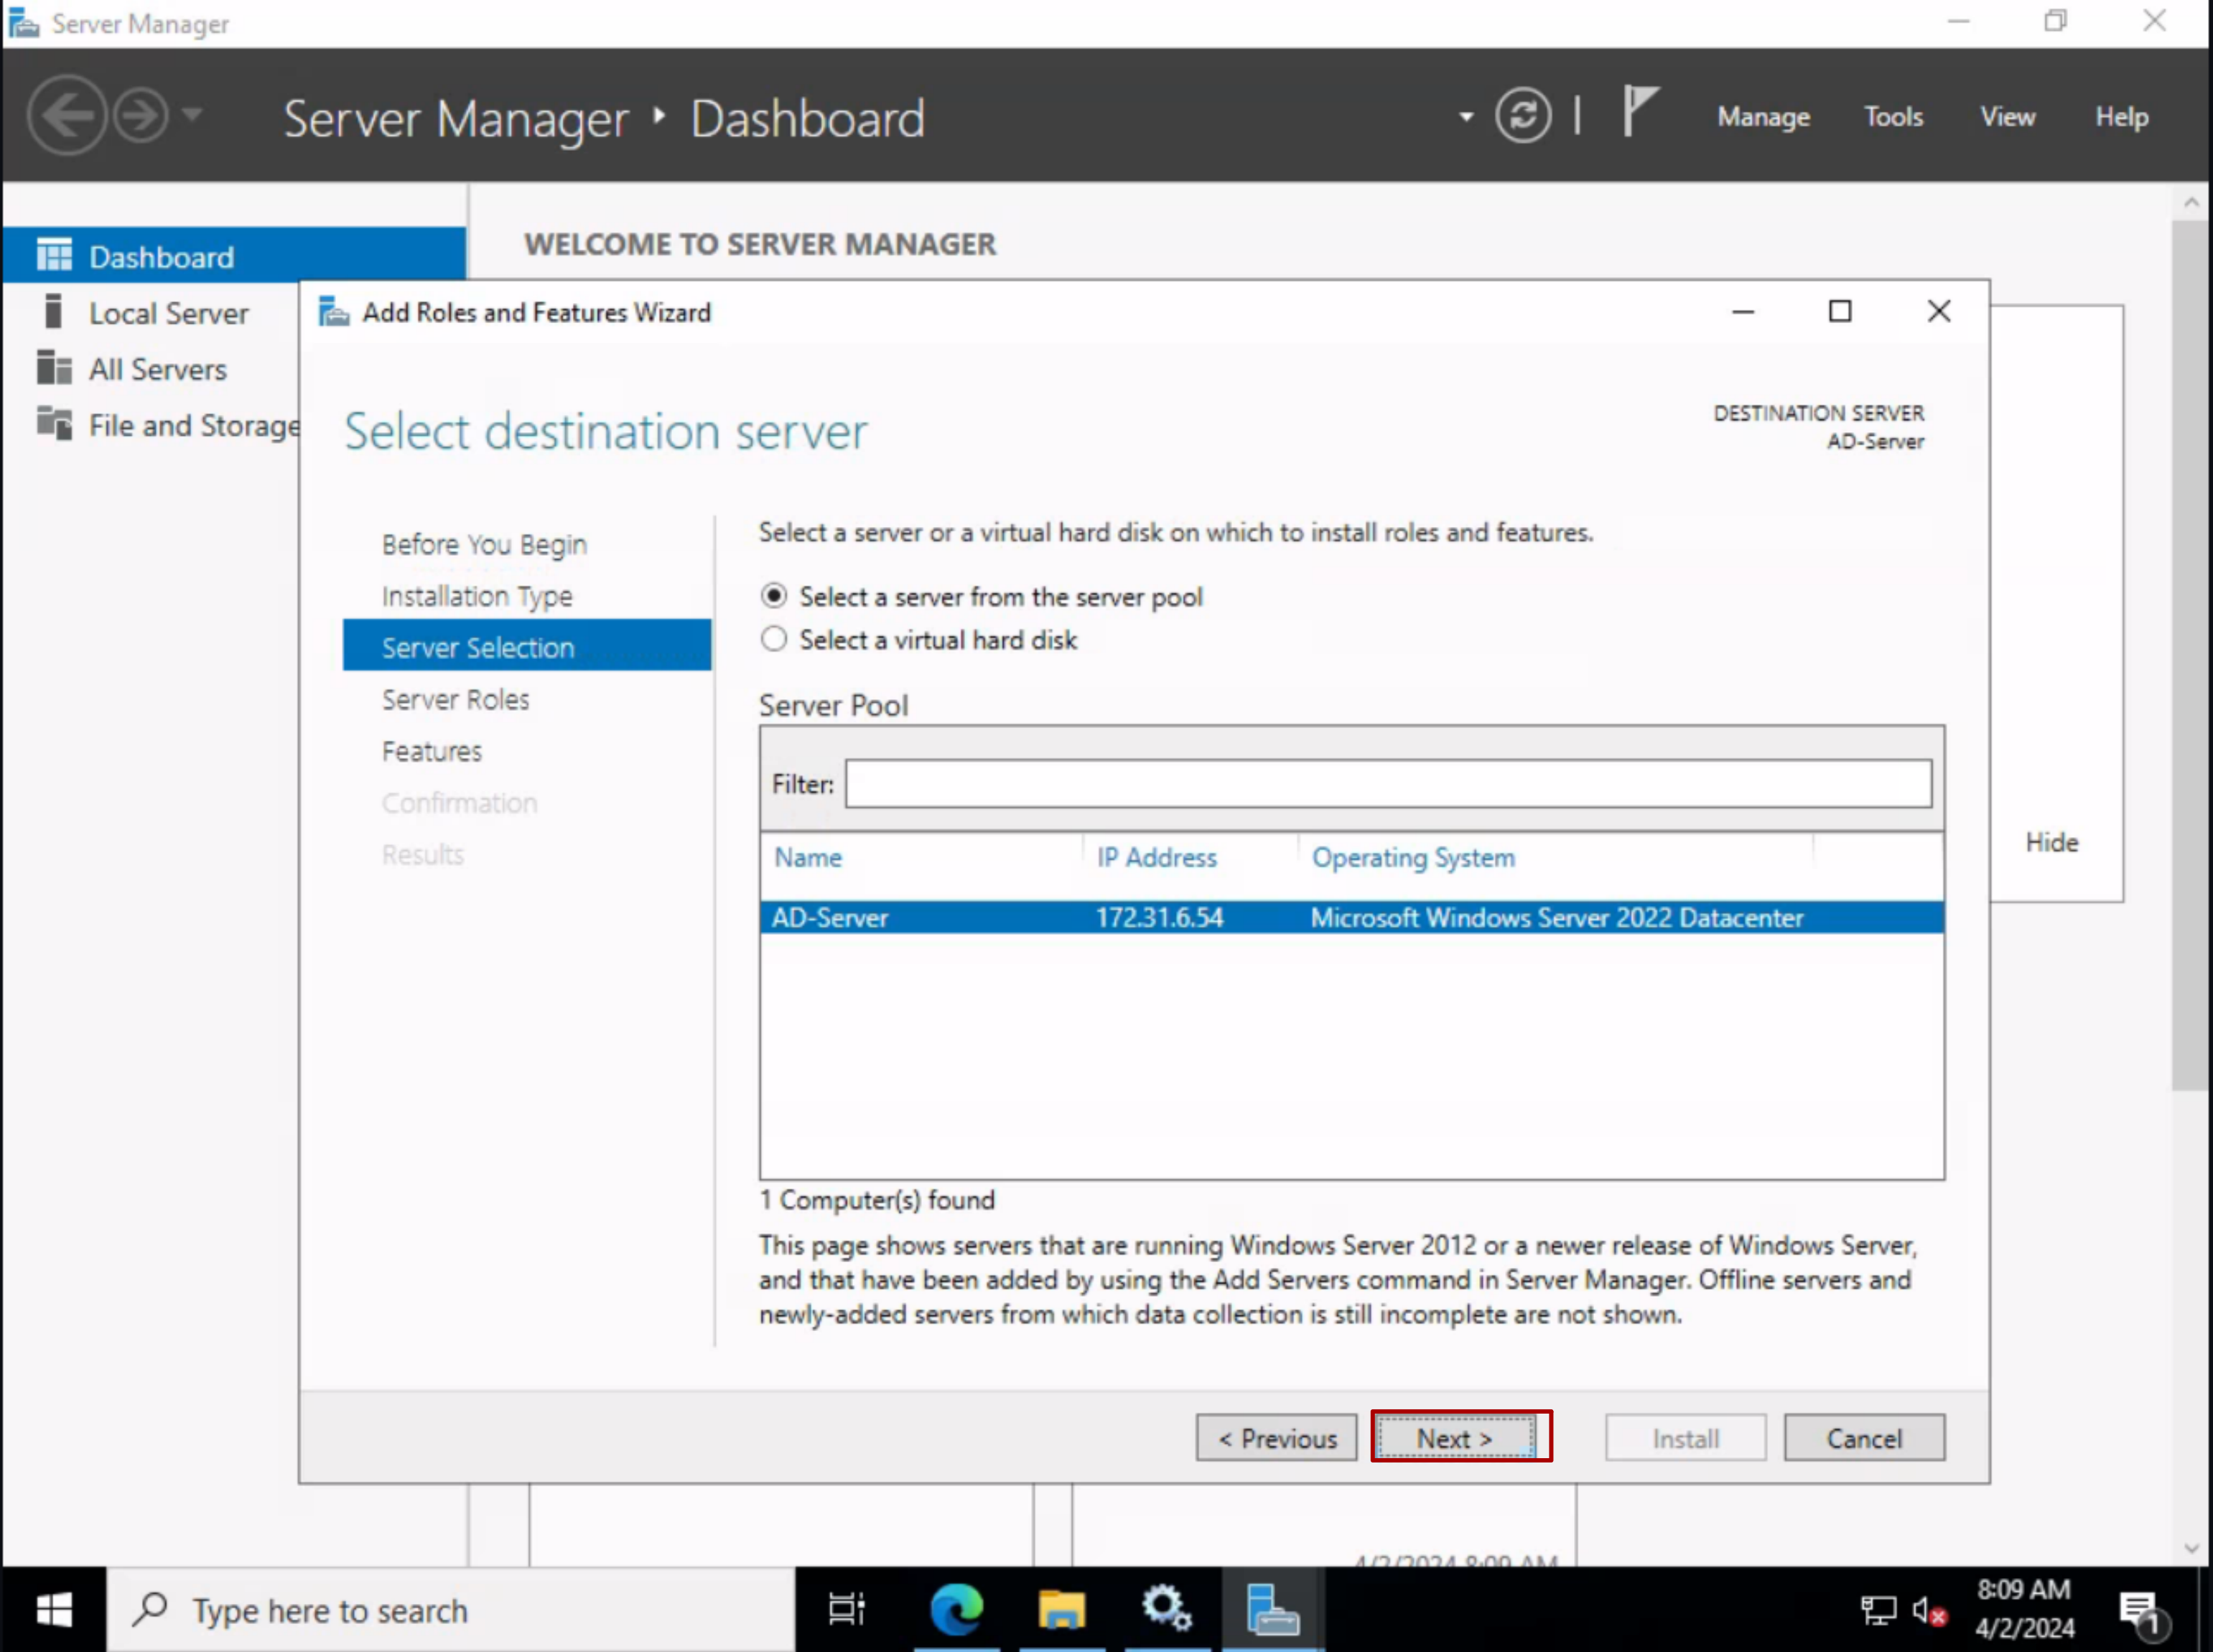 Server Manager
Server Manager ‣ Dashboard
Manage Tools View Help
Dashboard
Local Server
All Servers
File and Storage
WELCOME TO SERVER MANAGER
Add Roles and Features Wizard
Select destination server
DESTINATION SERVER
AD-Server
Before You Begin
Installation Type
Server Selection
Server Roles
Features
Confirmation
Results
Select a server or a virtual hard disk on which to install roles and features.
Select a server from the server pool
Select a virtual hard disk
Server Pool
Filter:
Name IP Address Operating System
AD-Server 172.31.6.54 Microsoft Windows Server 2022 Datacenter
1 Computer(s) found
This page shows servers that are running Windows Server 2012 or a newer release of Windows Server,
and that have been added by using the Add Servers command in Server Manager. Offline servers and
newly-added servers from which data collection is still incomplete are not shown.
< Previous Next > Install Cancel
Hide
4/2/2024 8:09 AM
Type here to search
8:09 AM
4/2/2024
1